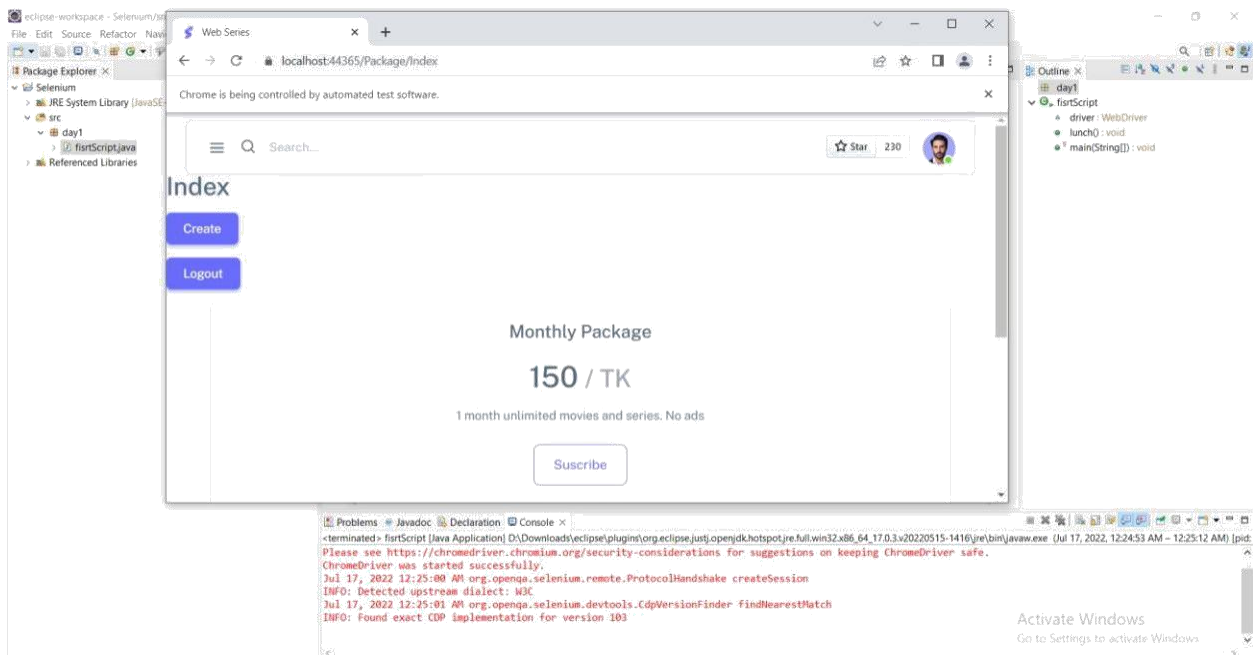 eclipse-workspace - Selenium/sr
File Edit Source Refactor Navi
Package Explorer
Selenium
JRE System Library [JavaSE-
src
day1
fisrtScript.java
Referenced Libraries
Web Series
localhost:44365/Package/Index
Chrome is being controlled by automated test software.
Search...
Star 230
Index
Create
Logout
Monthly Package
150 / TK
1 month unlimited movies and series. No ads
Suscribe
Outline
day1
fisrtScript
driver : WebDriver
lunch() : void
main(String[]) : void
Problems Javadoc Declaration Console
<terminated> fisrtScript [Java Application] D:\Downloads\eclipse\plugins\org.eclipse.justj.openjdk.hotspot.jre.full.win32.x86_64_17.0.3.v20220515-1416\jre\bin\javaw.exe (Jul 17, 2022, 12:24:53 AM – 12:25:12 AM) [pid:
Please see https://chromedriver.chromium.org/security-considerations for suggestions on keeping ChromeDriver safe.
ChromeDriver was started successfully.
Jul 17, 2022 12:25:00 AM org.openqa.selenium.remote.ProtocolHandshake createSession
INFO: Detected upstream dialect: W3C
Jul 17, 2022 12:25:01 AM org.openqa.selenium.devtools.CdpVersionFinder findNearestMatch
INFO: Found exact CDP implementation for version 103
Activate Windows
Go to Settings to activate Windows.